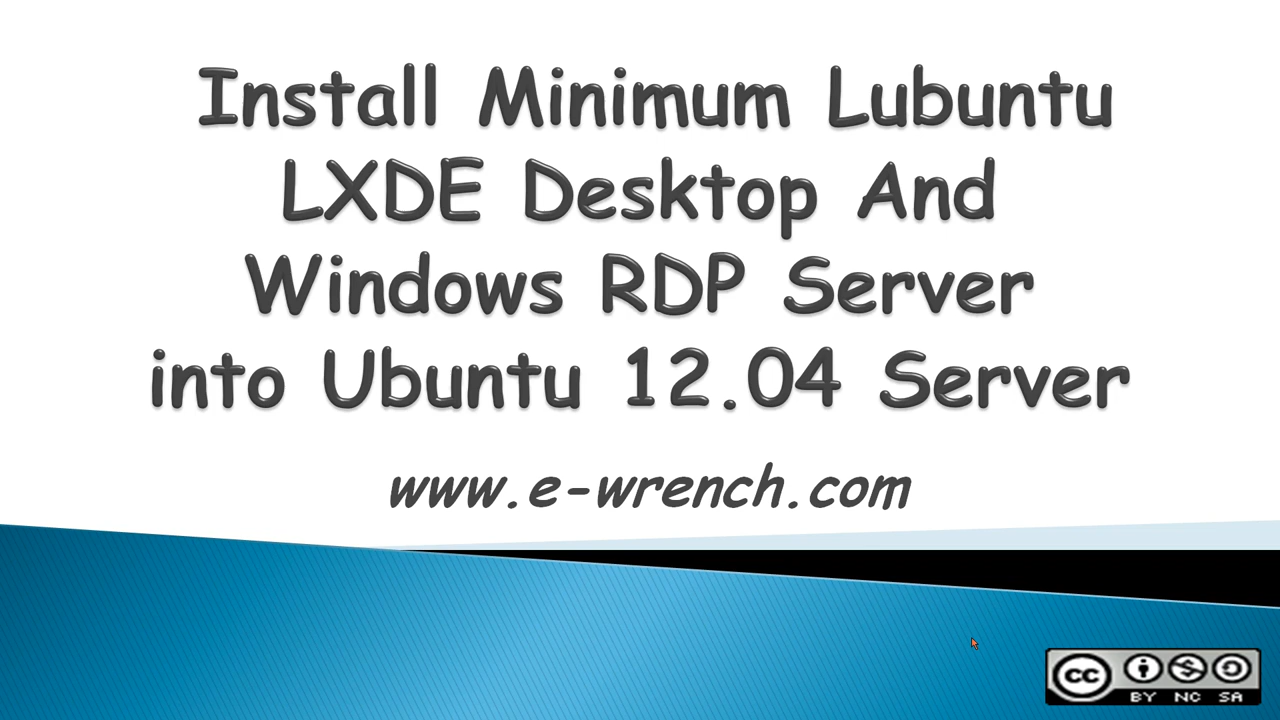 Install Minimum Lubuntu
LXDE Desktop And
Windows RDP Server
into Ubuntu 12.04 Server
www.e-wrench.com
cc
BY NC SA